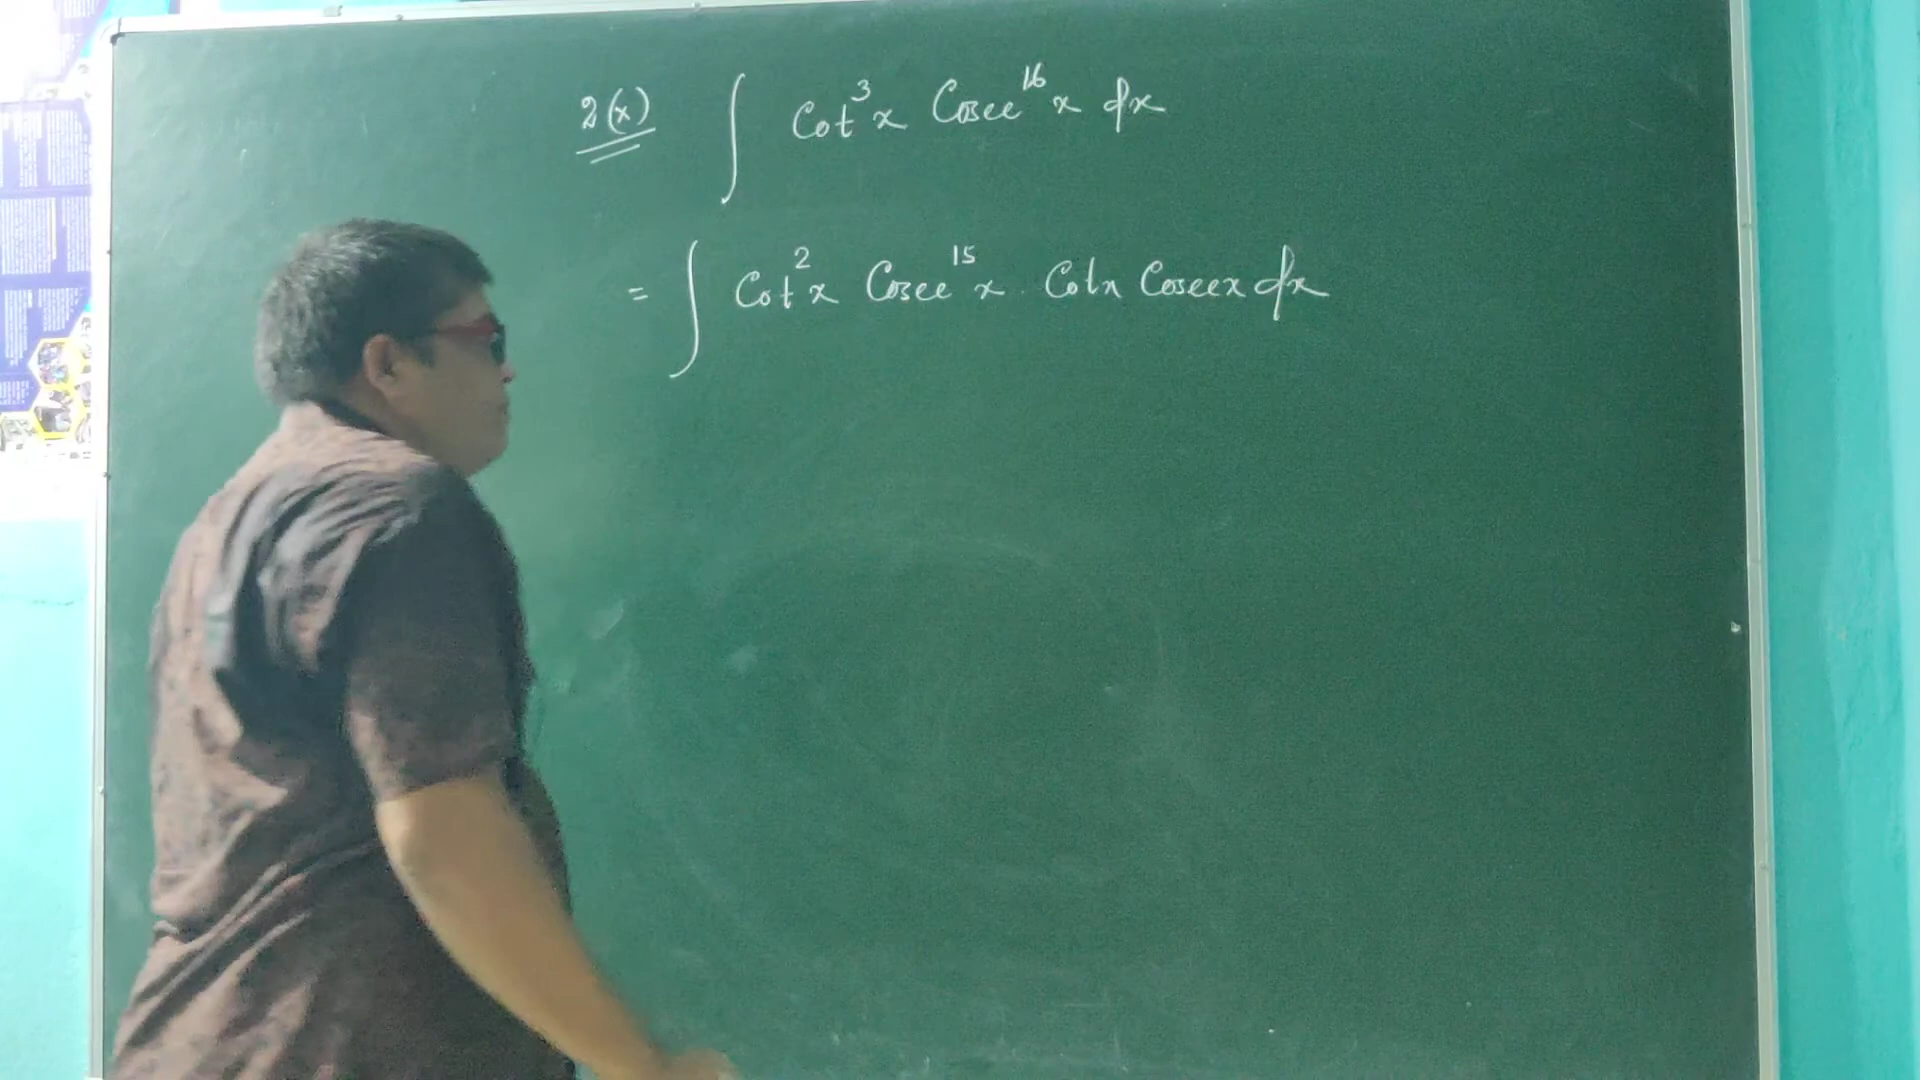 2(x) ∫ Cot³x Cosec¹⁶x dx
= ∫ Cot²x Cosec¹⁵x · Cotx Cosecx dx